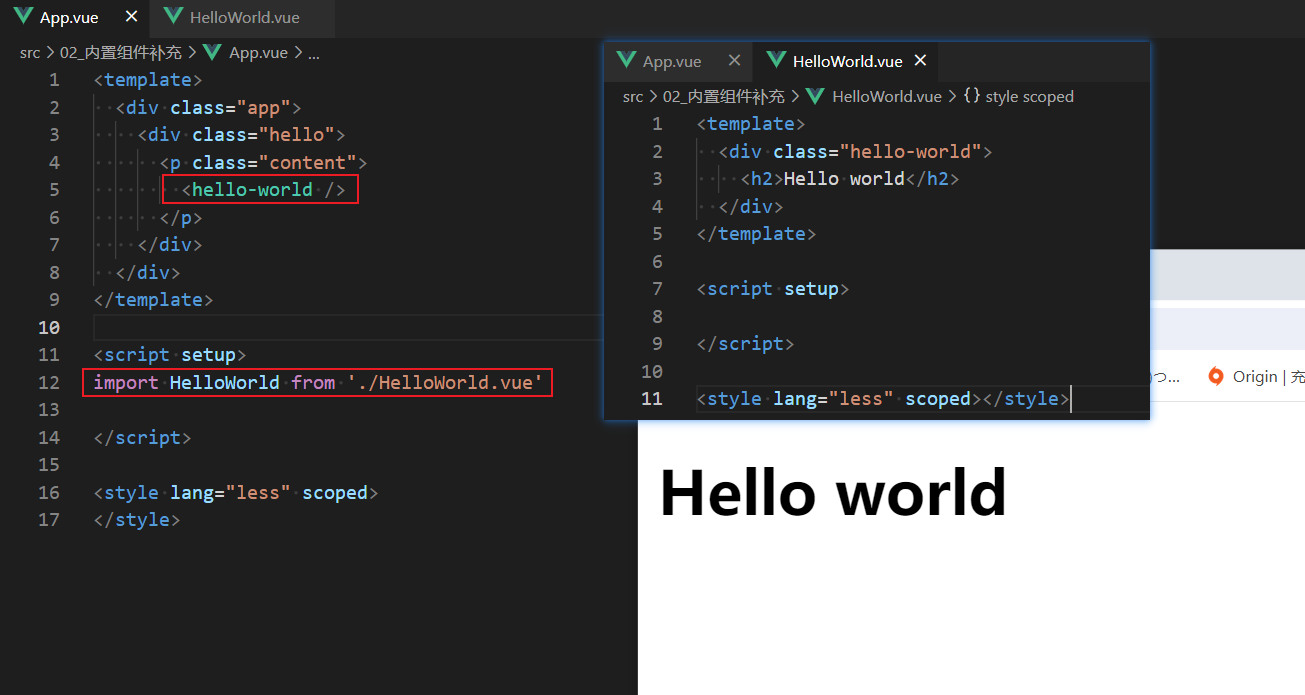 App.vue
HelloWorld.vue
src > 02_内置组件补充 > App.vue > ...
1 <template>
2 <div class="app">
3 <div class="hello">
4 <p class="content">
5 <hello-world />
6 </p>
7 </div>
8 </div>
9 </template>
10
11 <script setup>
12 import HelloWorld from './HelloWorld.vue'
13
14 </script>
15
16 <style lang="less" scoped>
17 </style>
App.vue
HelloWorld.vue
src > 02_内置组件补充 > HelloWorld.vue > {} style scoped
1 <template>
2 <div class="hello-world">
3 <h2>Hello world</h2>
4 </div>
5 </template>
6
7 <script setup>
8
9 </script>
10
11 <style lang="less" scoped></style>
つ... Origin | 充
Hello world